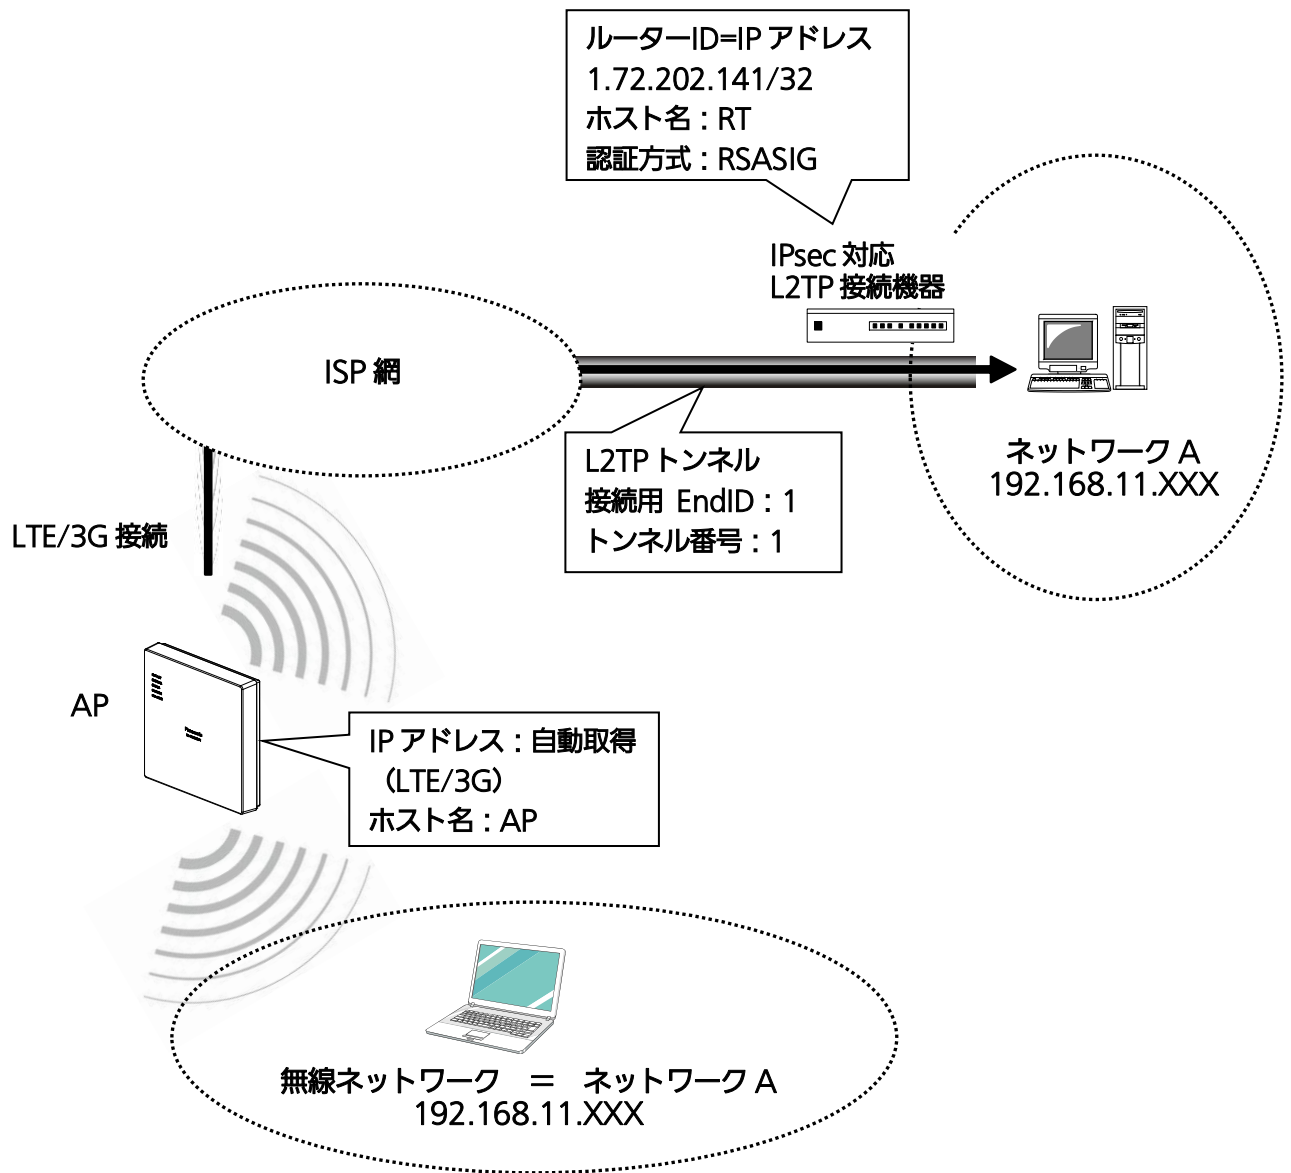 ルーターID=IP アドレス
1.72.202.141/32
ホスト名：RT
認証方式：RSASIG
IPsec 対応
L2TP 接続機器
ISP 網
L2TP トンネル
接続用 EndID：1
トンネル番号：1
ネットワーク A
192.168.11.XXX
LTE/3G 接続
AP
IP アドレス：自動取得
（LTE/3G）
ホスト名：AP
無線ネットワーク ＝ ネットワーク A
192.168.11.XXX